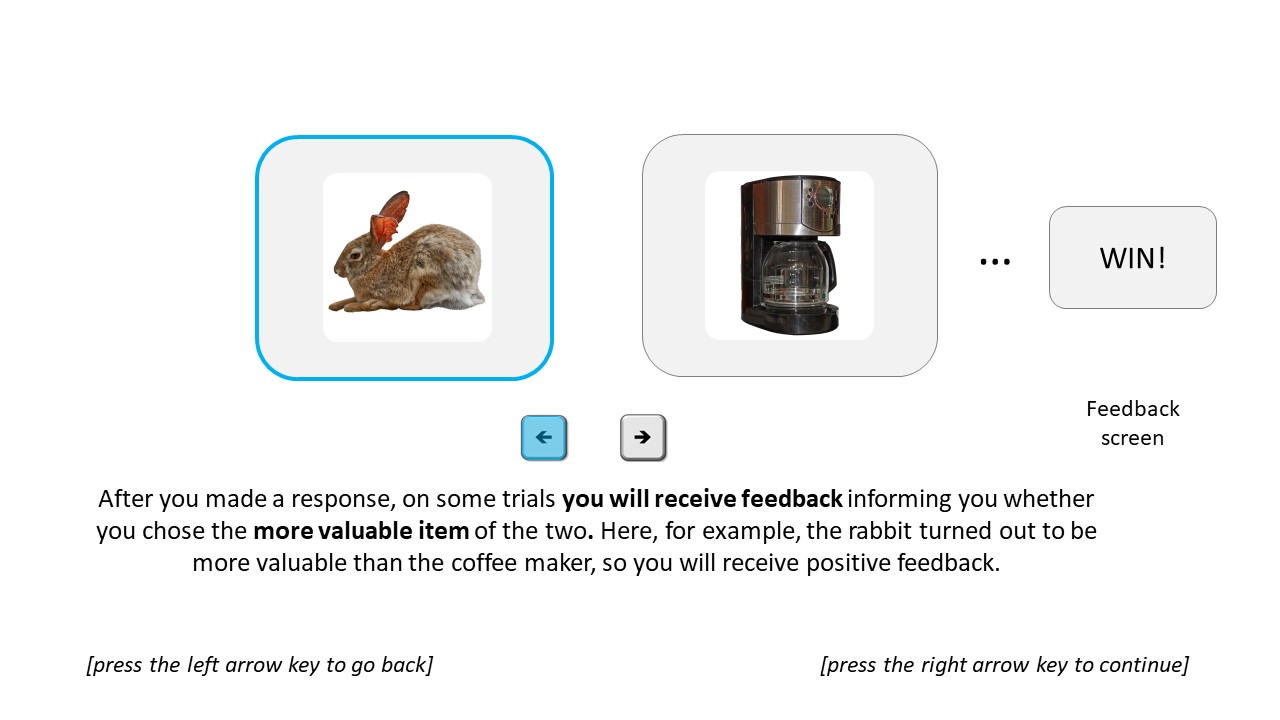 ...
WIN!
Feedback
screen
After you made a response, on some trials you will receive feedback informing you whether
you chose the more valuable item of the two. Here, for example, the rabbit turned out to be
more valuable than the coffee maker, so you will receive positive feedback.
[press the left arrow key to go back]
[press the right arrow key to continue]